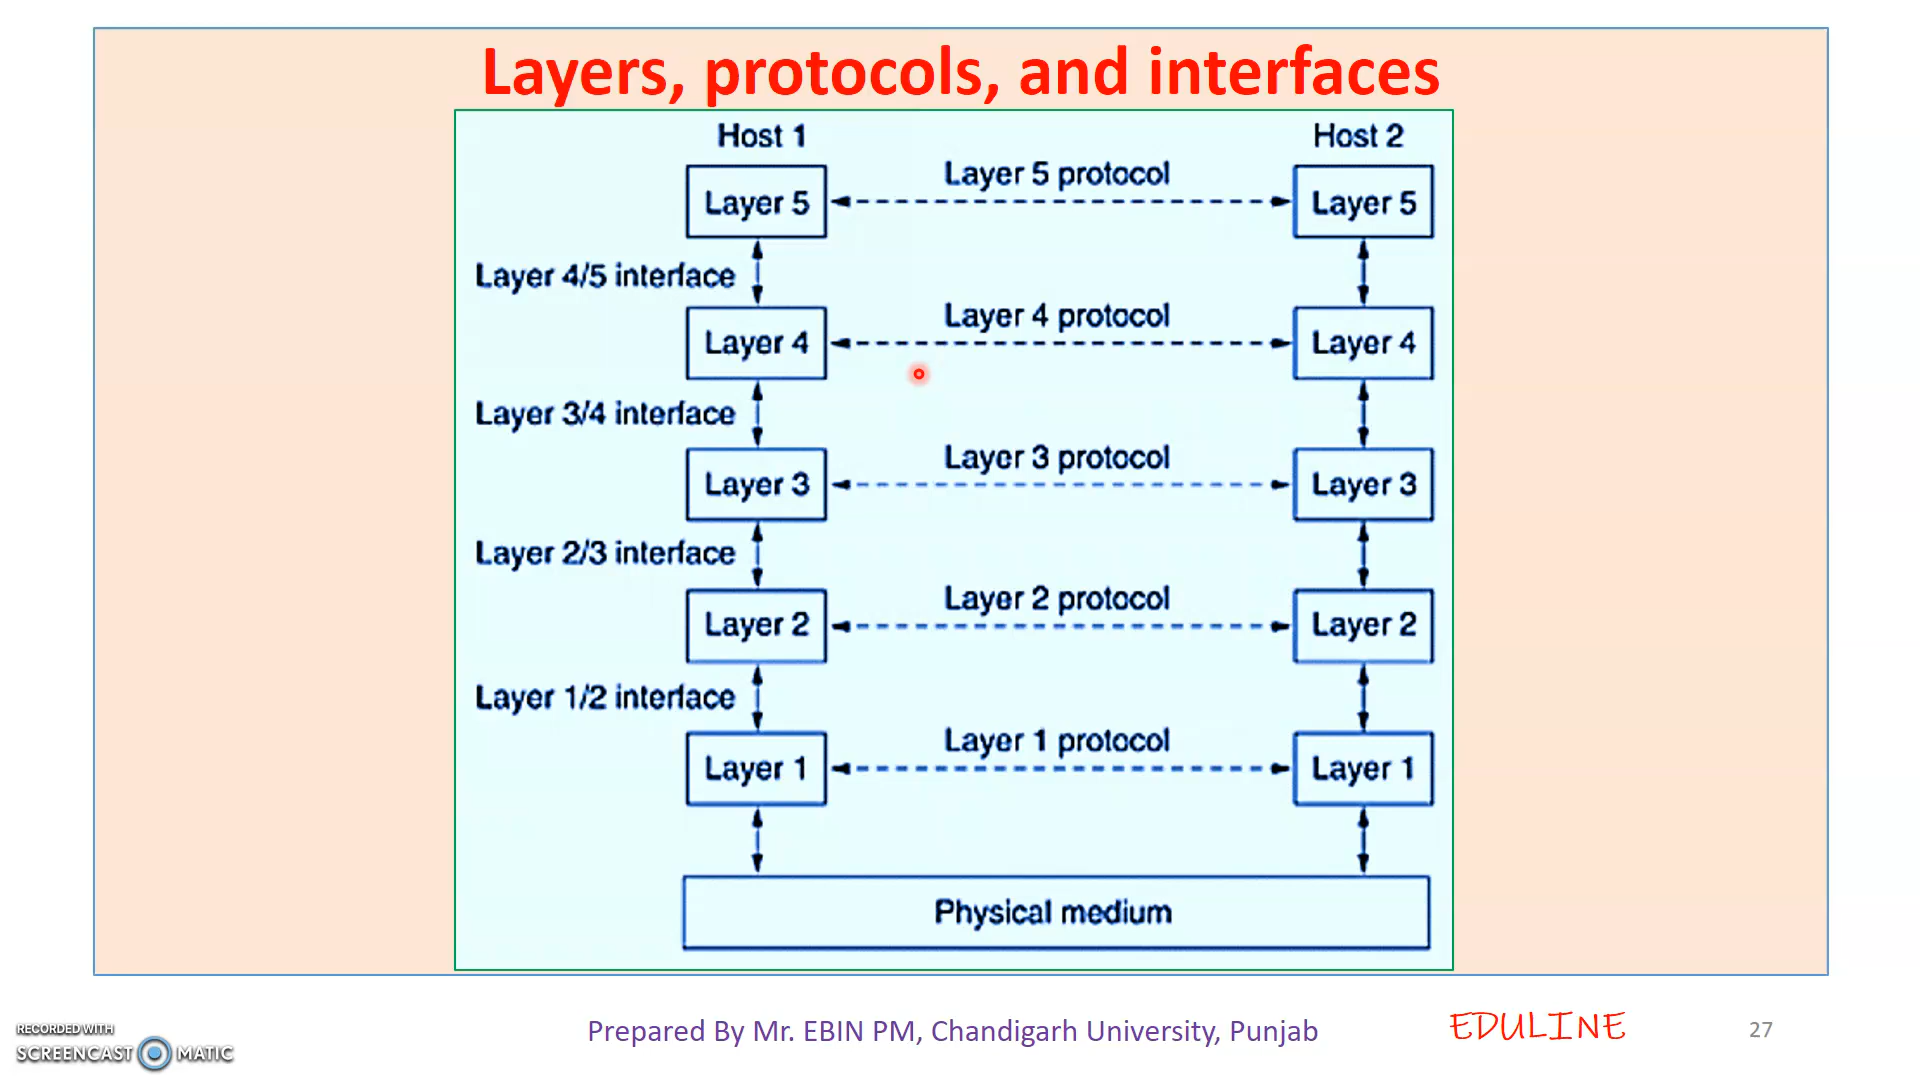 Layers, protocols, and interfaces
Host 1
Host 2
Layer 5 protocol
Layer 5
Layer 5
Layer 4/5 interface
Layer 4 protocol
Layer 4
Layer 4
Layer 3/4 interface
Layer 3 protocol
Layer 3
Layer 3
Layer 2/3 interface
Layer 2 protocol
Layer 2
Layer 2
Layer 1/2 interface
Layer 1 protocol
Layer 1
Layer 1
Physical medium
RECORDED WITH
SCREENCAST MATIC
Prepared By Mr. EBIN PM, Chandigarh University, Punjab
EDULINE
27